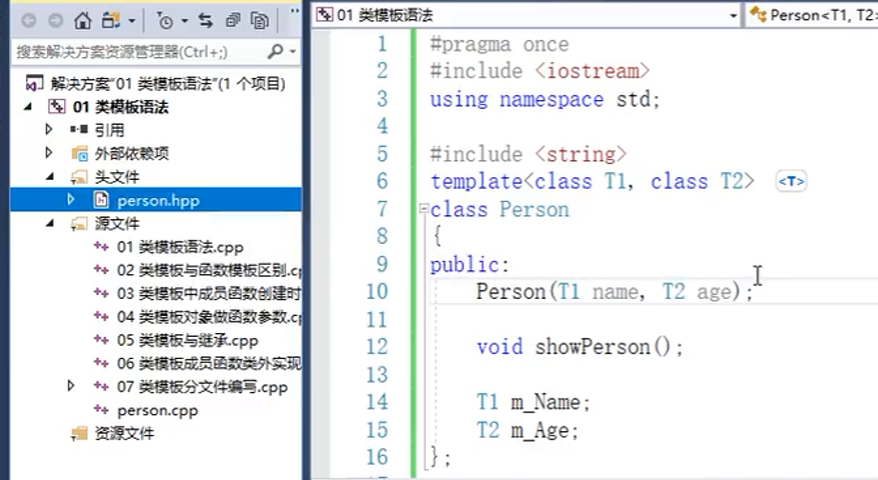 搜索解决方案资源管理器(Ctrl+;)
解决方案"01 类模板语法"(1 个项目)
01 类模板语法
引用
外部依赖项
头文件
person.hpp
源文件
01 类模板语法.cpp
02 类模板与函数模板区别.c
03 类模板中成员函数创建时
04 类模板对象做函数参数.c
05 类模板与继承.cpp
06 类模板成员函数类外实现
07 类模板分文件编写.cpp
person.cpp
资源文件
01 类模板语法
Person<T1, T2>
1 #pragma once
2 #include <iostream>
3 using namespace std;
4
5 #include <string>
6 template<class T1, class T2> <T>
7 class Person
8 {
9 public:
10 Person(T1 name, T2 age);
11
12 void showPerson();
13
14 T1 m_Name;
15 T2 m_Age;
16 };